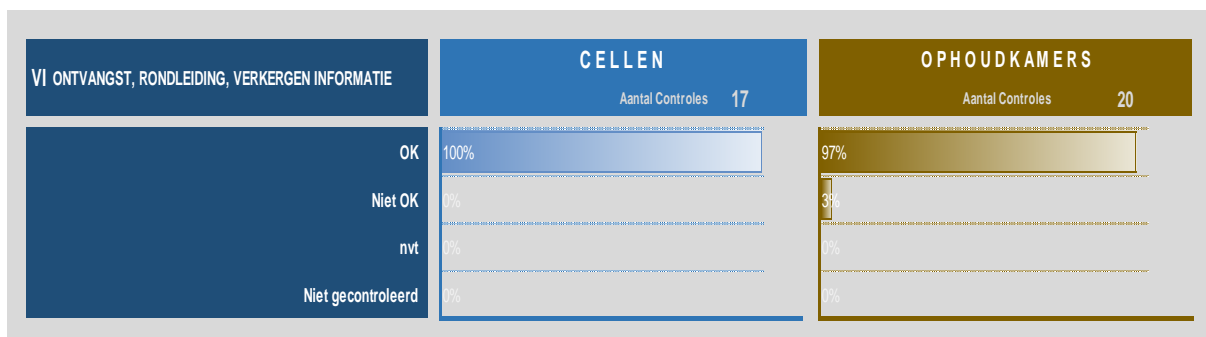 VI ONTVANGST, RONDLEIDING, VERKERGEN INFORMATIE
CELLEN
Aantal Controles 17
OPHOUDKAMERS
Aantal Controles 20
OK 100% 97%
Niet OK 0% 3%
nvt 0% 0%
Niet gecontroleerd 0% 0%